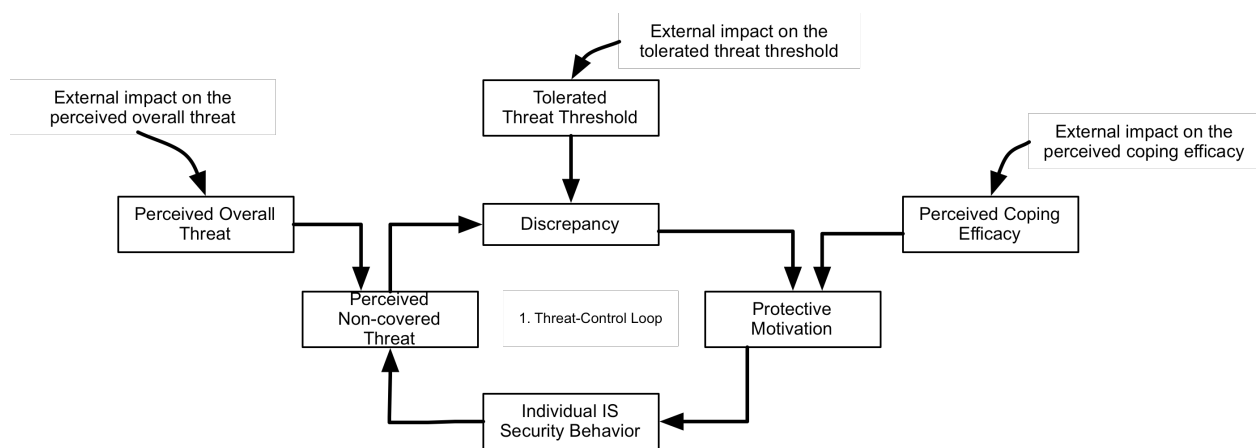 External impact on the
tolerated threat threshold
External impact on the
perceived overall threat
Tolerated
Threat Threshold
External impact on the
perceived coping efficacy
Perceived Overall
Threat
Discrepancy
Perceived Coping
Efficacy
Perceived
Non-covered
Threat
1. Threat-Control Loop
Protective
Motivation
Individual IS
Security Behavior